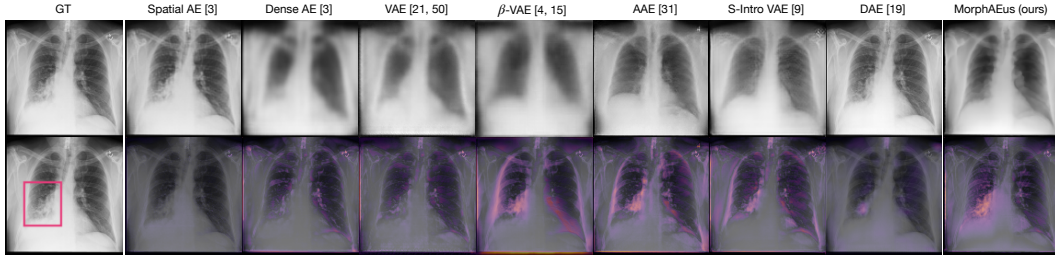 GT Spatial AE [3] Dense AE [3] VAE [21, 50] β-VAE [4, 15] AAE [31] S-Intro VAE [9] DAE [19] MorphAEus (ours)